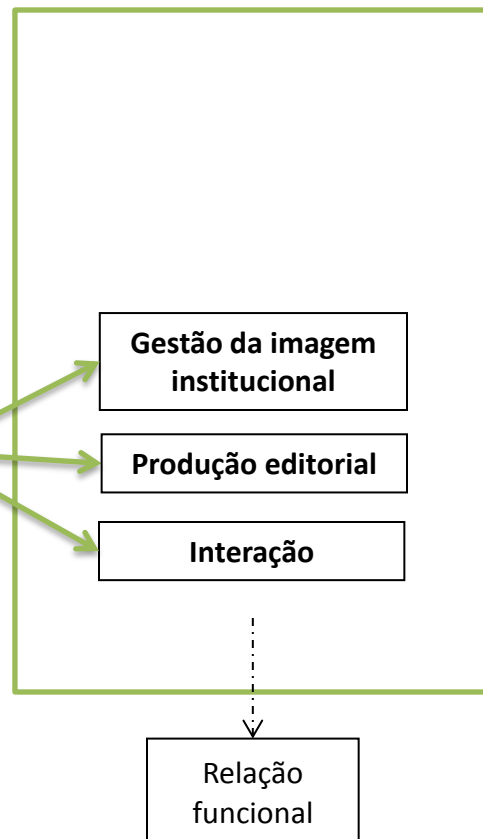 Gestão da imagem
institucional
Produção editorial
Interação
Relação
funcional